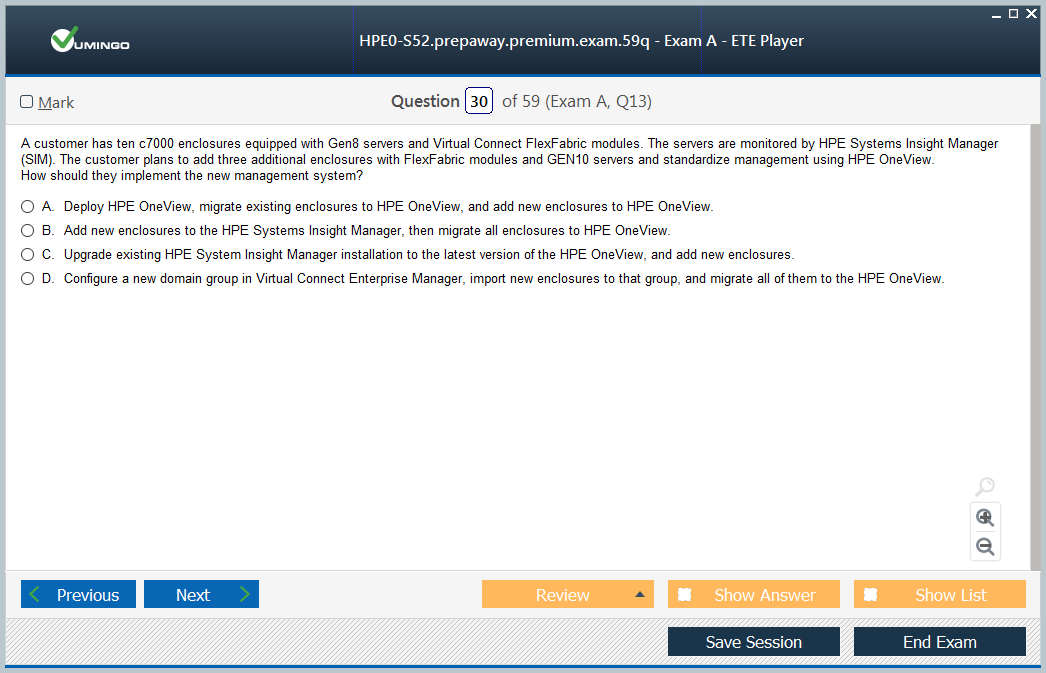 VUMINGO
HPE0-S52.prepaway.premium.exam.59q - Exam A - ETE Player
Mark
Question 30 of 59 (Exam A, Q13)
A customer has ten c7000 enclosures equipped with Gen8 servers and Virtual Connect FlexFabric modules. The servers are monitored by HPE Systems Insight Manager
(SIM). The customer plans to add three additional enclosures with FlexFabric modules and GEN10 servers and standardize management using HPE OneView.
How should they implement the new management system?
A. Deploy HPE OneView, migrate existing enclosures to HPE OneView, and add new enclosures to HPE OneView.
B. Add new enclosures to the HPE Systems Insight Manager, then migrate all enclosures to HPE OneView.
C. Upgrade existing HPE System Insight Manager installation to the latest version of the HPE OneView, and add new enclosures.
D. Configure a new domain group in Virtual Connect Enterprise Manager, import new enclosures to that group, and migrate all of them to the HPE OneView.
Previous Next Review Show Answer Show List
Save Session End Exam